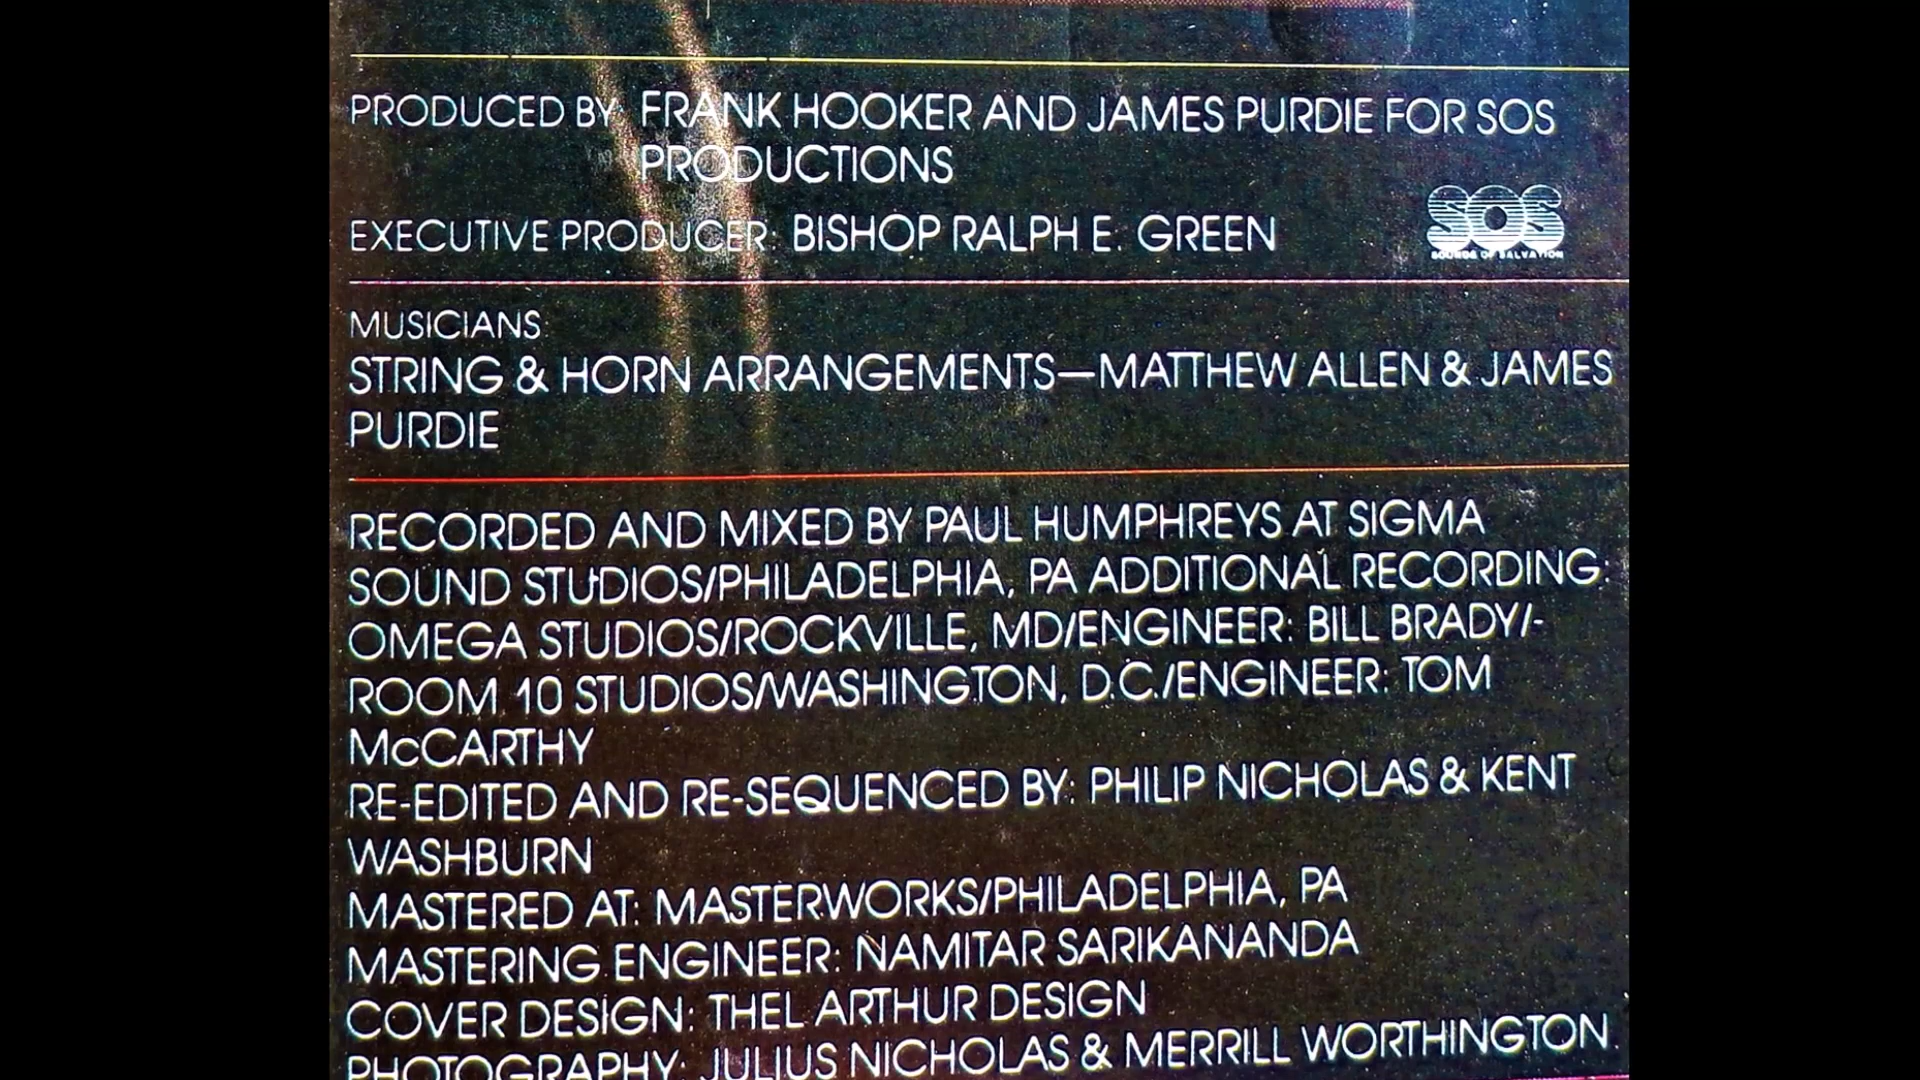 PRODUCED BY: FRANK HOOKER AND JAMES PURDIE FOR SOS
PRODUCTIONS
EXECUTIVE PRODUCER: BISHOP RALPH E. GREEN
SOS
SOUNDS OF SALVATION
MUSICIANS:
STRING & HORN ARRANGEMENTS—MATTHEW ALLEN & JAMES
PURDIE
RECORDED AND MIXED BY PAUL HUMPHREYS AT SIGMA
SOUND STUDIOS/PHILADELPHIA, PA ADDITIONAL RECORDING:
OMEGA STUDIOS/ROCKVILLE, MD/ENGINEER: BILL BRADY/-
ROOM 10 STUDIOS/WASHINGTON, D.C./ENGINEER: TOM
McCARTHY
RE-EDITED AND RE-SEQUENCED BY: PHILIP NICHOLAS & KENT
WASHBURN
MASTERED AT: MASTERWORKS/PHILADELPHIA, PA
MASTERING ENGINEER: NAMITAR SARIKANANDA
COVER DESIGN: THEL ARTHUR DESIGN
PHOTOGRAPHY: JULIUS NICHOLAS & MERRILL WORTHINGTON